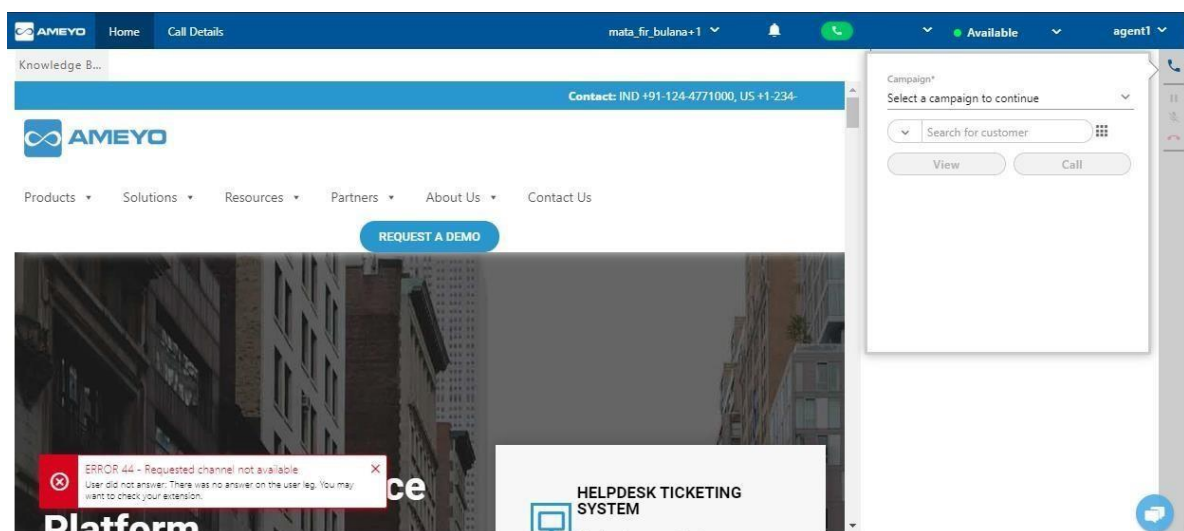 AMEYO Home Call Details mata_fir_bulana+1 Available agent1
Knowledge B...
Contact: IND +91-124-4771000, US +1-234-
AMEYO
Products Solutions Resources Partners About Us Contact Us
REQUEST A DEMO
Campaign*
Select a campaign to continue
Search for customer
View Call
ERROR 44 - Requested channel not available
User did not answer: There was no answer on the user leg. You may
want to check your extension.
ce
Platform
HELPDESK TICKETING
SYSTEM